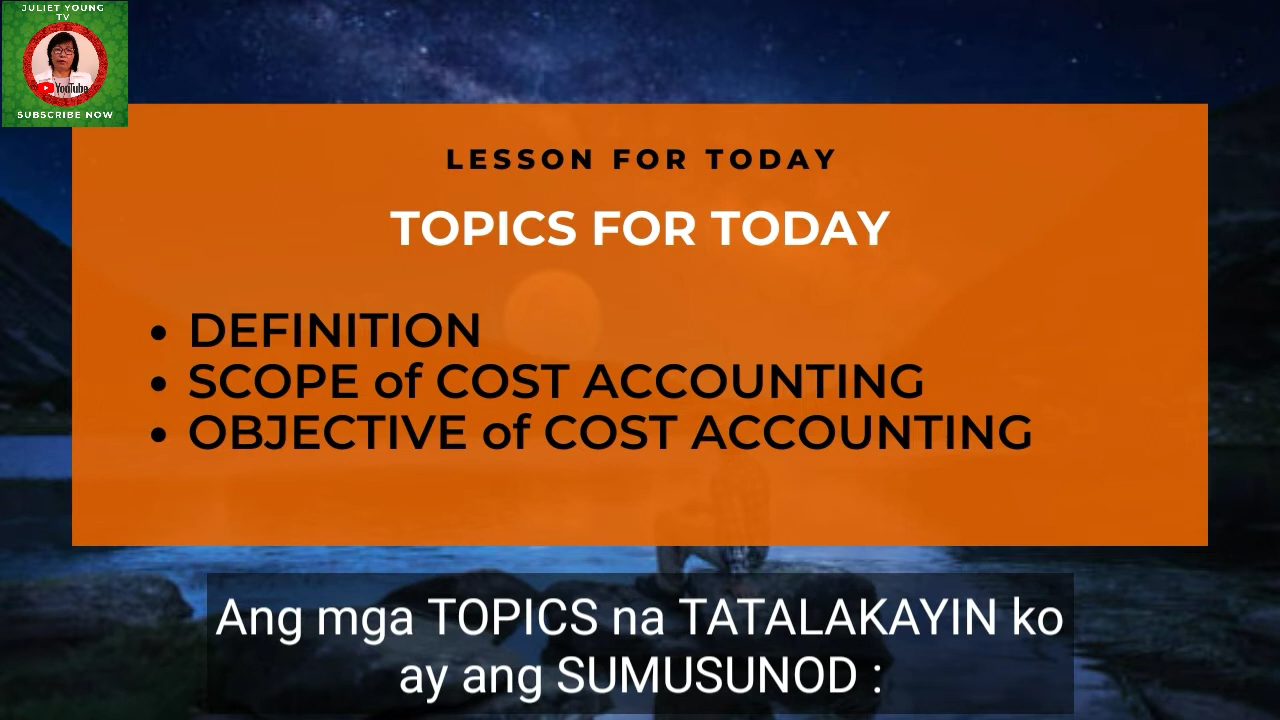 JULIET YOUNG
TV
YouTube
SUBSCRIBE NOW
LESSON FOR TODAY
TOPICS FOR TODAY
• DEFINITION
• SCOPE of COST ACCOUNTING
• OBJECTIVE of COST ACCOUNTING
Ang mga TOPICS na TATALAKAYIN ko
ay ang SUMUSUNOD :